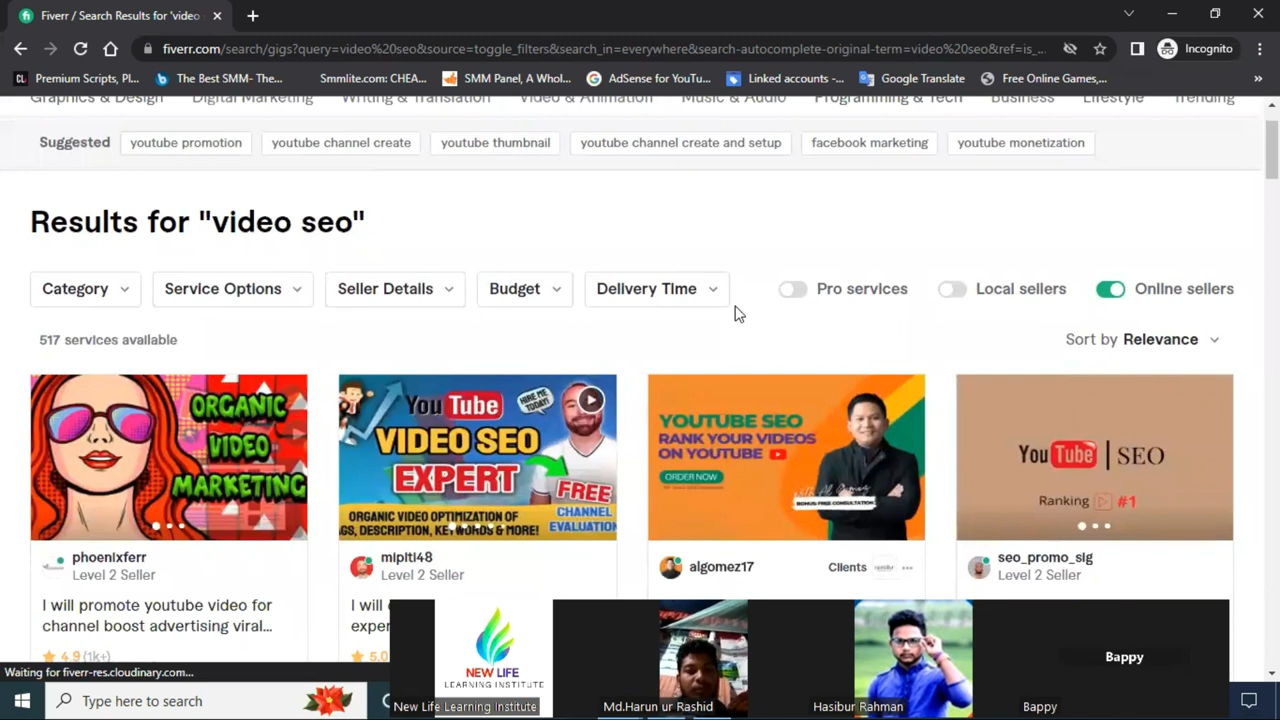 Fiverr / Search Results for 'video
fiverr.com/search/gigs?query=video%20seo&source=toggle_filters&search_in=everywhere&search-autocomplete-original-term=video%20seo&ref=is_...
Incognito
Premium Scripts, Pl...
The Best SMM- The...
Smmlite.com: CHEA...
SMM Panel, A Whol...
AdSense for YouTu...
Linked accounts -...
Google Translate
Free Online Games,...
Graphics & Design
Digital Marketing
Writing & Translation
Video & Animation
Music & Audio
Programming & Tech
Business
Lifestyle
Trending
Suggested
youtube promotion
youtube channel create
youtube thumbnail
youtube channel create and setup
facebook marketing
youtube monetization
Results for "video seo"
Category
Service Options
Seller Details
Budget
Delivery Time
Pro services
Local sellers
Online sellers
517 services available
Sort by Relevance
ORGANIC
VIDEO
MARKETING
YouTube
HIRE ME TODAY!
VIDEO SEO
EXPERT
FREE
CHANNEL
EVALUATION
ORGANIC VIDEO OPTIMIZATION OF
GS, DESCRIPTION, KEYWORDS & MORE!
YOUTUBE SEO
RANK YOUR VIDEOS
ON YOUTUBE
ORDER NOW
BONUS FREE CONSULTATION
YouTube | SEO
Ranking #1
phoenixferr
Level 2 Seller
miplti48
Level 2 Seller
algomez17
Clients
seo_promo_sig
Level 2 Seller
I will promote youtube video for
channel boost advertising viral...
I will
exper
4.9 (1k+)
5.0
NEW LIFE
LEARNING INSTITUTE
Bappy
New Life Learning Institute
Md.Harun ur Rashid
Hasibur Rahman
Bappy
Waiting for fiverr-res.cloudinary.com...
Type here to search